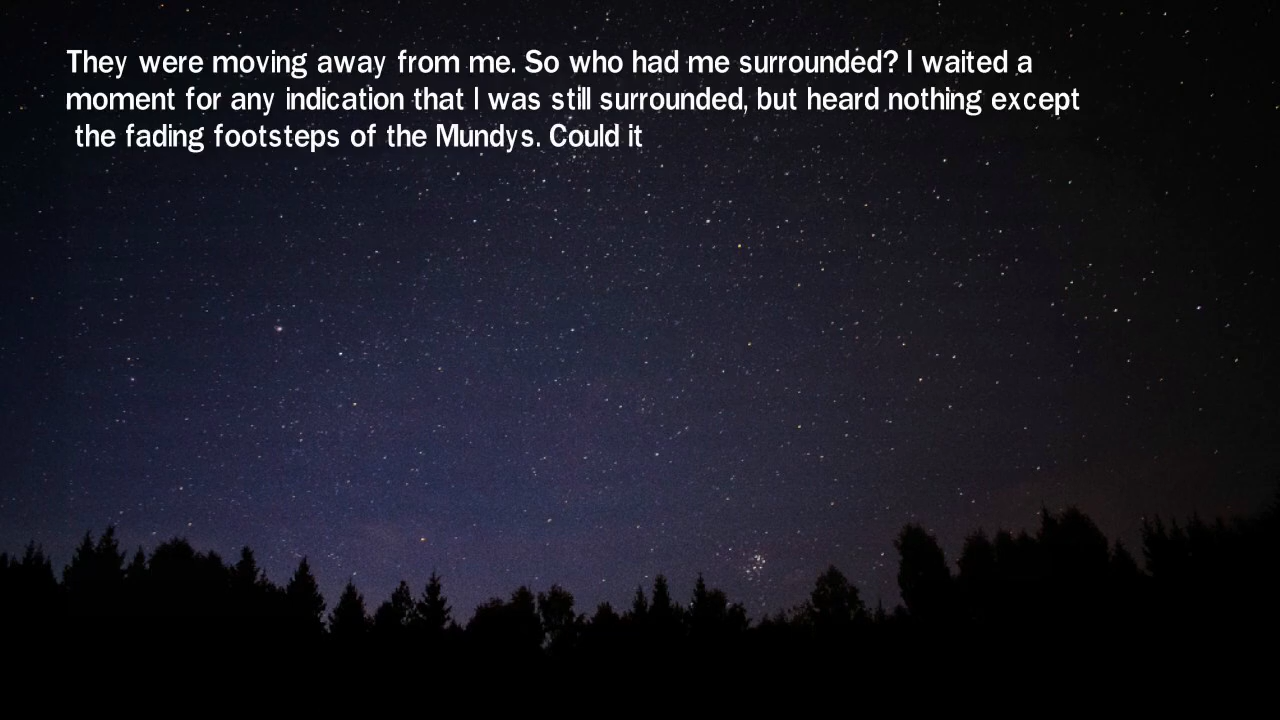 They were moving away from me. So who had me surrounded? I waited a
moment for any indication that I was still surrounded, but heard nothing except
the fading footsteps of the Mundys. Could it